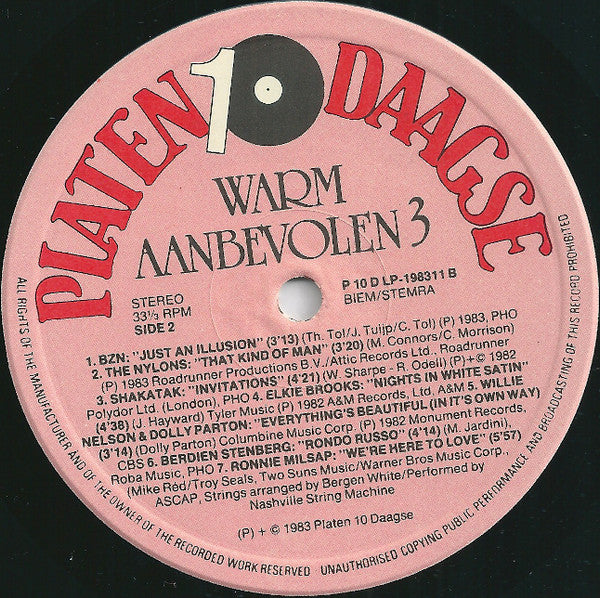 PLATEN 10 DAAGSE
WARM
AANBEVOLEN 3
STEREO
33⅓ RPM
SIDE 2
P 10 D LP-198311 B
BIEM/STEMRA
1. BZN: "JUST AN ILLUSION" (3'13) (Th. Tol/J. Tuijp/C. Tol) (P) 1983, PHO
2. THE NYLONS: "THAT KIND OF MAN" (3'20) (M. Connors/C. Morrison)
(P) 1983 Roadrunner Productions B.V./Attic Records Ltd., Roadrunner
3. SHAKATAK: "INVITATIONS" (4'21) (W. Sharpe - R. Odell) (P)+© 1982
Polydor Ltd. (London), PHO 4. ELKIE BROOKS: "NIGHTS IN WHITE SATIN"
(4'38) (J. Hayward) Tyler Music (P) 1982 A&M Records, Ltd, A&M 5. WILLIE
NELSON & DOLLY PARTON: "EVERYTHING'S BEAUTIFUL (IN IT'S OWN WAY)
(3'14) (Dolly Parton) Columbine Music Corp. (P) 1982 Monument Records,
CBS 6. BERDIEN STENBERG: "RONDO RUSSO" (4'14) (M. Jardini),
Roba Music, PHO 7. RONNIE MILSAP: "WE'RE HERE TO LOVE" (5'57)
(Mike Réd/Troy Seals, Two Suns Music/Warner Bros Music Corp.,
ASCAP, Strings arranged by Bergen White/Performed by
Nashville String Machine
(P) + © 1983 Platen 10 Daagse
ALL RIGHTS OF THE MANUFACTURER AND OF THE OWNER OF THE RECORDED WORK RESERVED UNAUTHORISED COPYING PUBLIC PERFORMANCE AND BROADCASTING OF THIS RECORD PROHIBITED